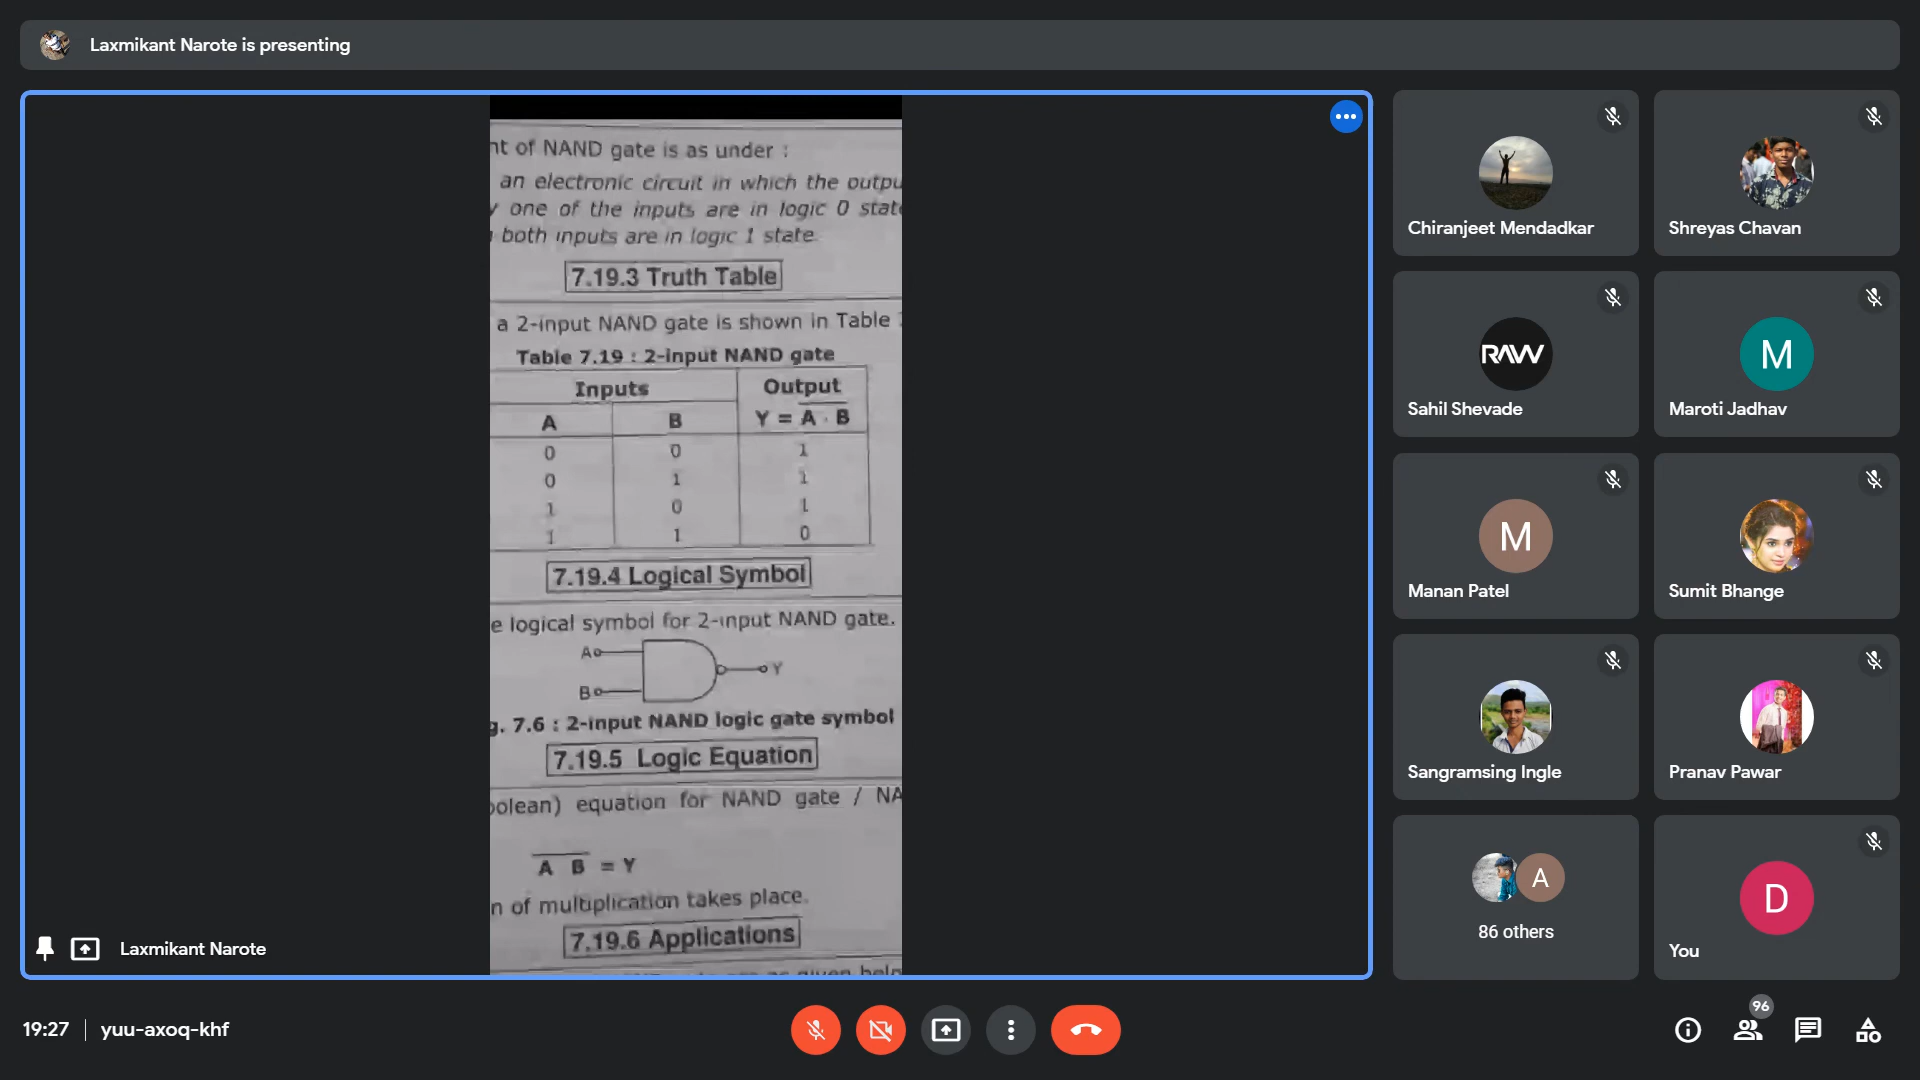 Laxmikant Narote is presenting
nt of NAND gate is as under :
an electronic circuit in which the outpu
y one of the inputs are in logic 0 state
both inputs are in logic 1 state.
7.19.3 Truth Table
a 2-input NAND gate is shown in Table
Table 7.19 : 2-input NAND gate
Inputs Output
A B Y = A · B
0 0 1
0 1 1
1 0 1
1 1 0
7.19.4 Logical Symbol
e logical symbol for 2-input NAND gate.
A
Y
B
g. 7.6 : 2-input NAND logic gate symbol
7.19.5 Logic Equation
oolean) equation for NAND gate / NA
A B = Y
n of multiplication takes place.
7.19.6 Applications
given belo
Laxmikant Narote
Chiranjeet Mendadkar
Shreyas Chavan
RAW
Sahil Shevade
M
Maroti Jadhav
M
Manan Patel
Sumit Bhange
Sangramsing Ingle
Pranav Pawar
A
86 others
D
You
19:27 yuu-axoq-khf
96